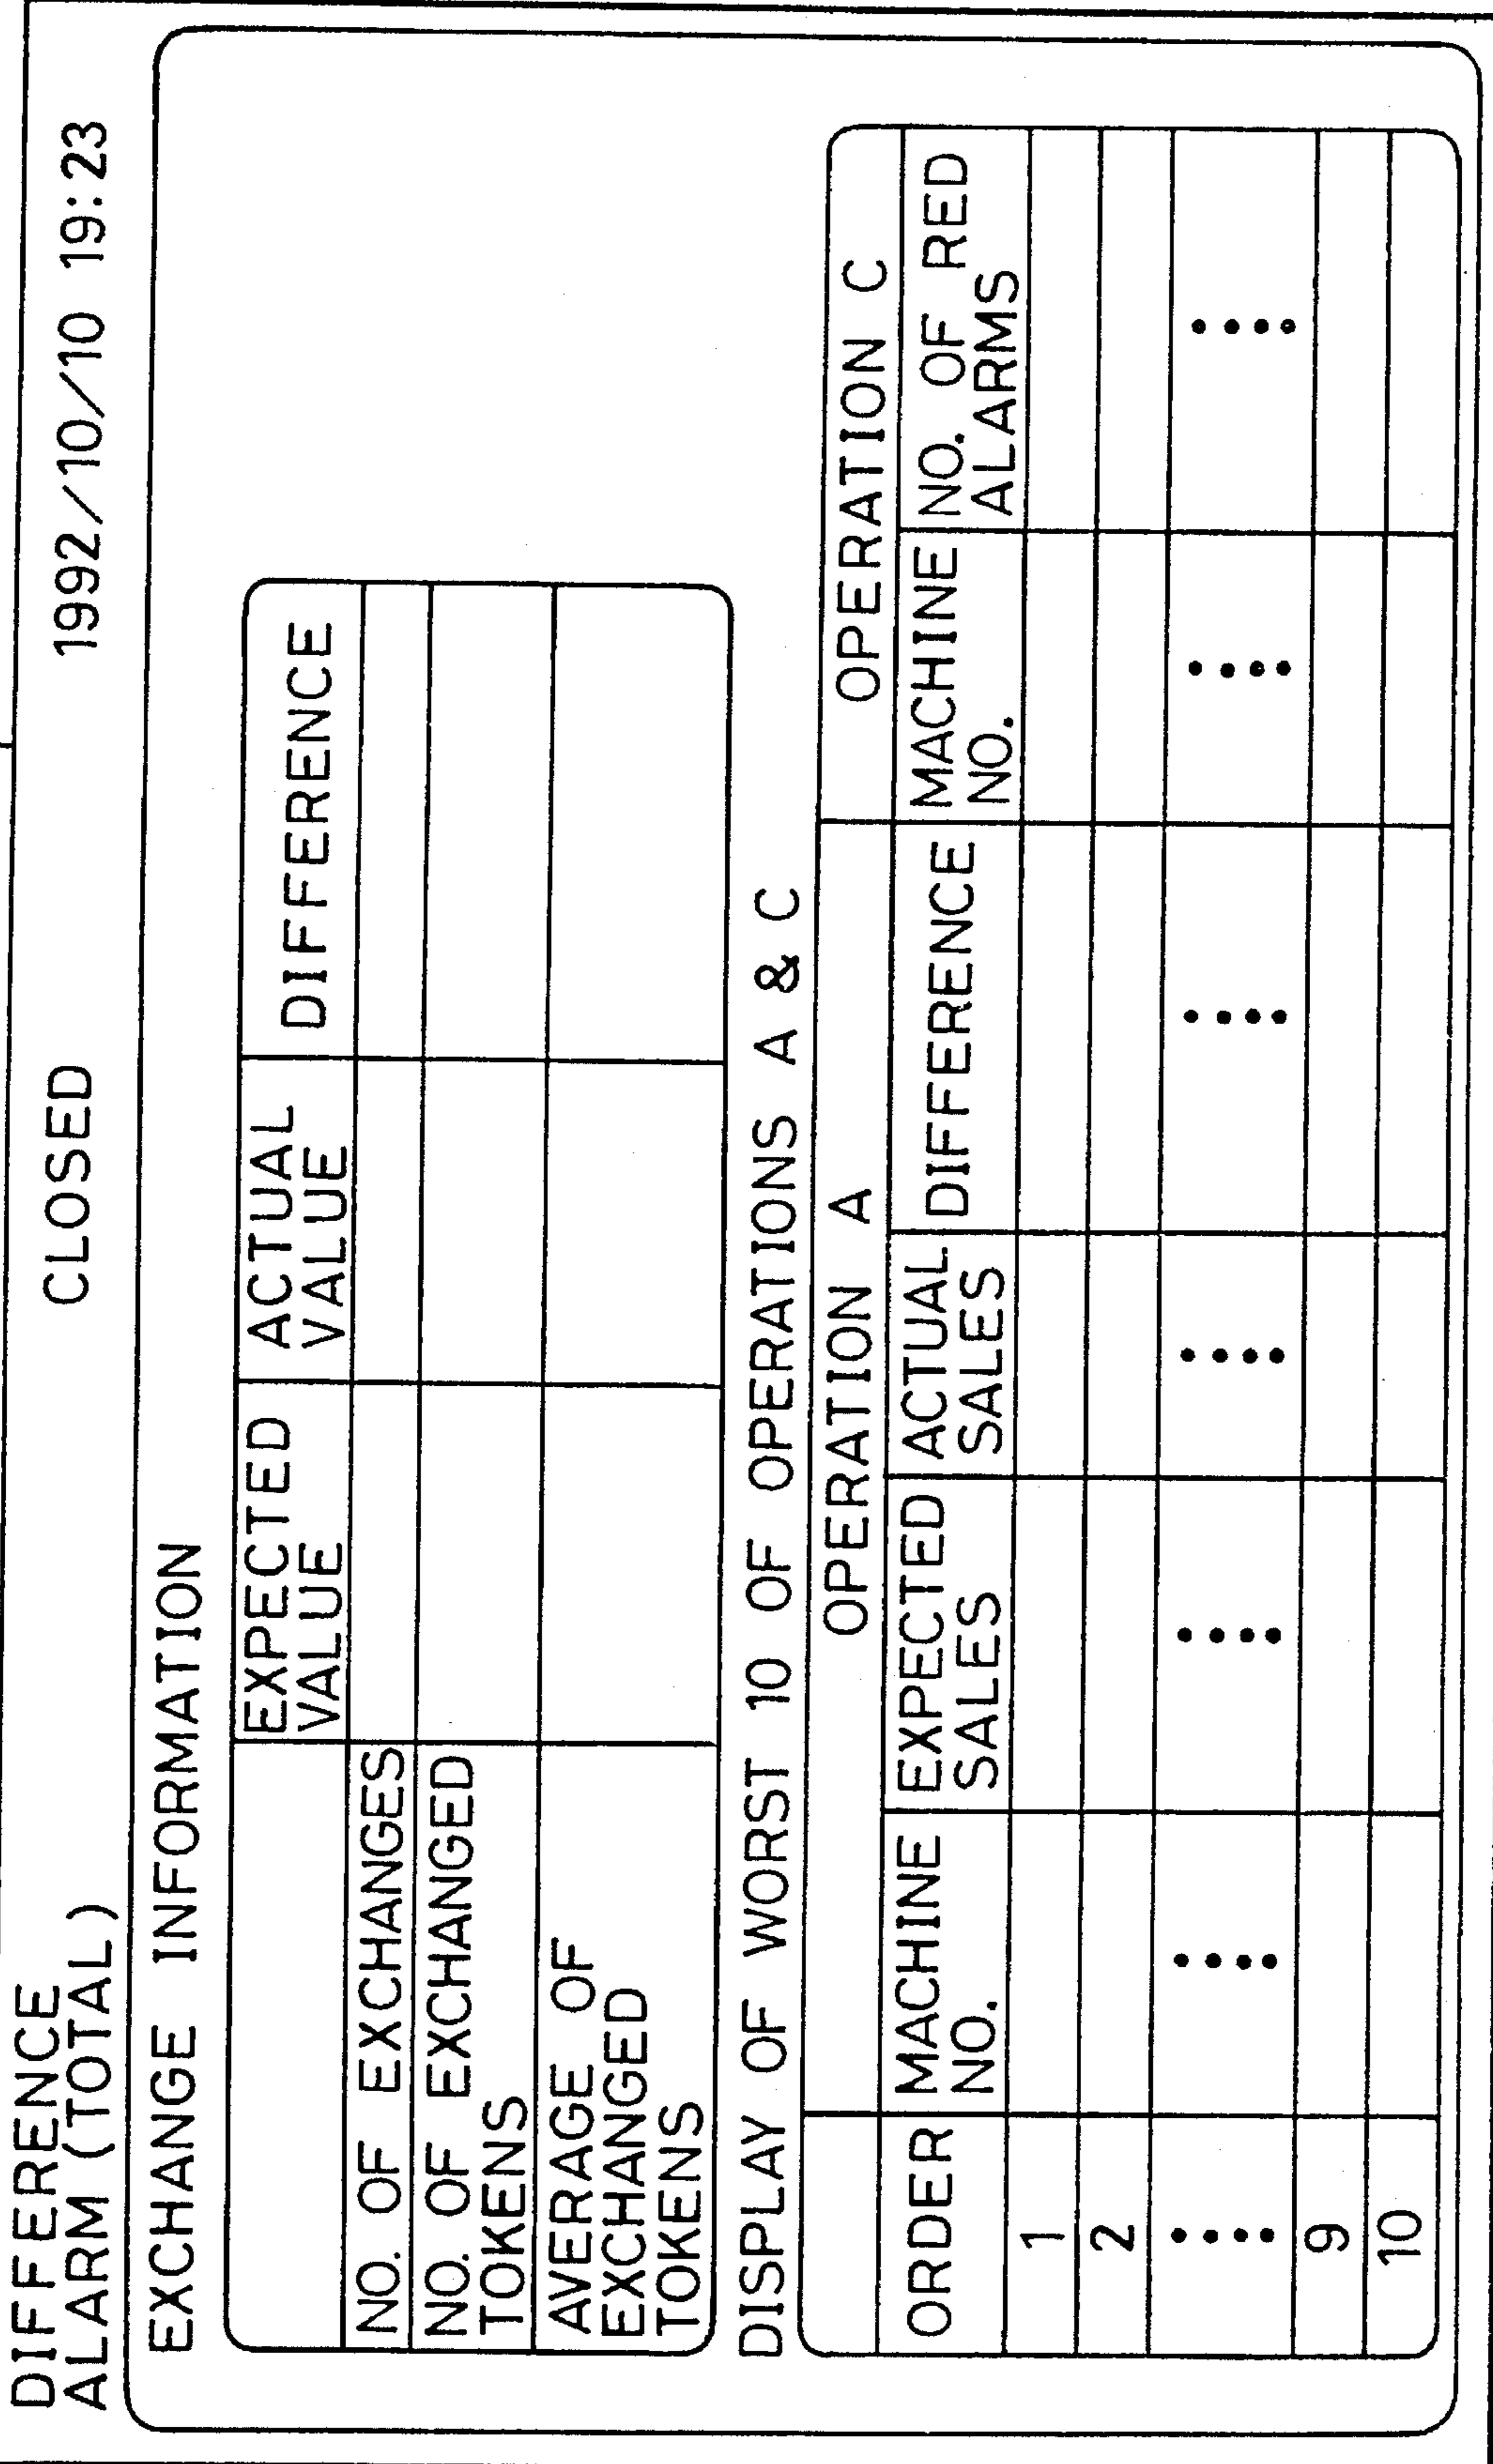 DIFFERENCE
ALARM (TOTAL)
CLOSED
1992/10/10 19:23
EXCHANGE INFORMATION
EXPECTED VALUE
ACTUAL VALUE
DIFFERENCE
NO. OF EXCHANGES
NO. OF EXCHANGED
TOKENS
AVERAGE OF
EXCHANGED
TOKENS
DISPLAY OF WORST 10 OF OPERATIONS A & C
OPERATION A
OPERATION C
ORDER
MACHINE NO.
EXPECTED SALES
ACTUAL SALES
DIFFERENCE
MACHINE NO.
NO. OF RED ALARMS
1
2
.... .... .... .... .... .... ....
9
10